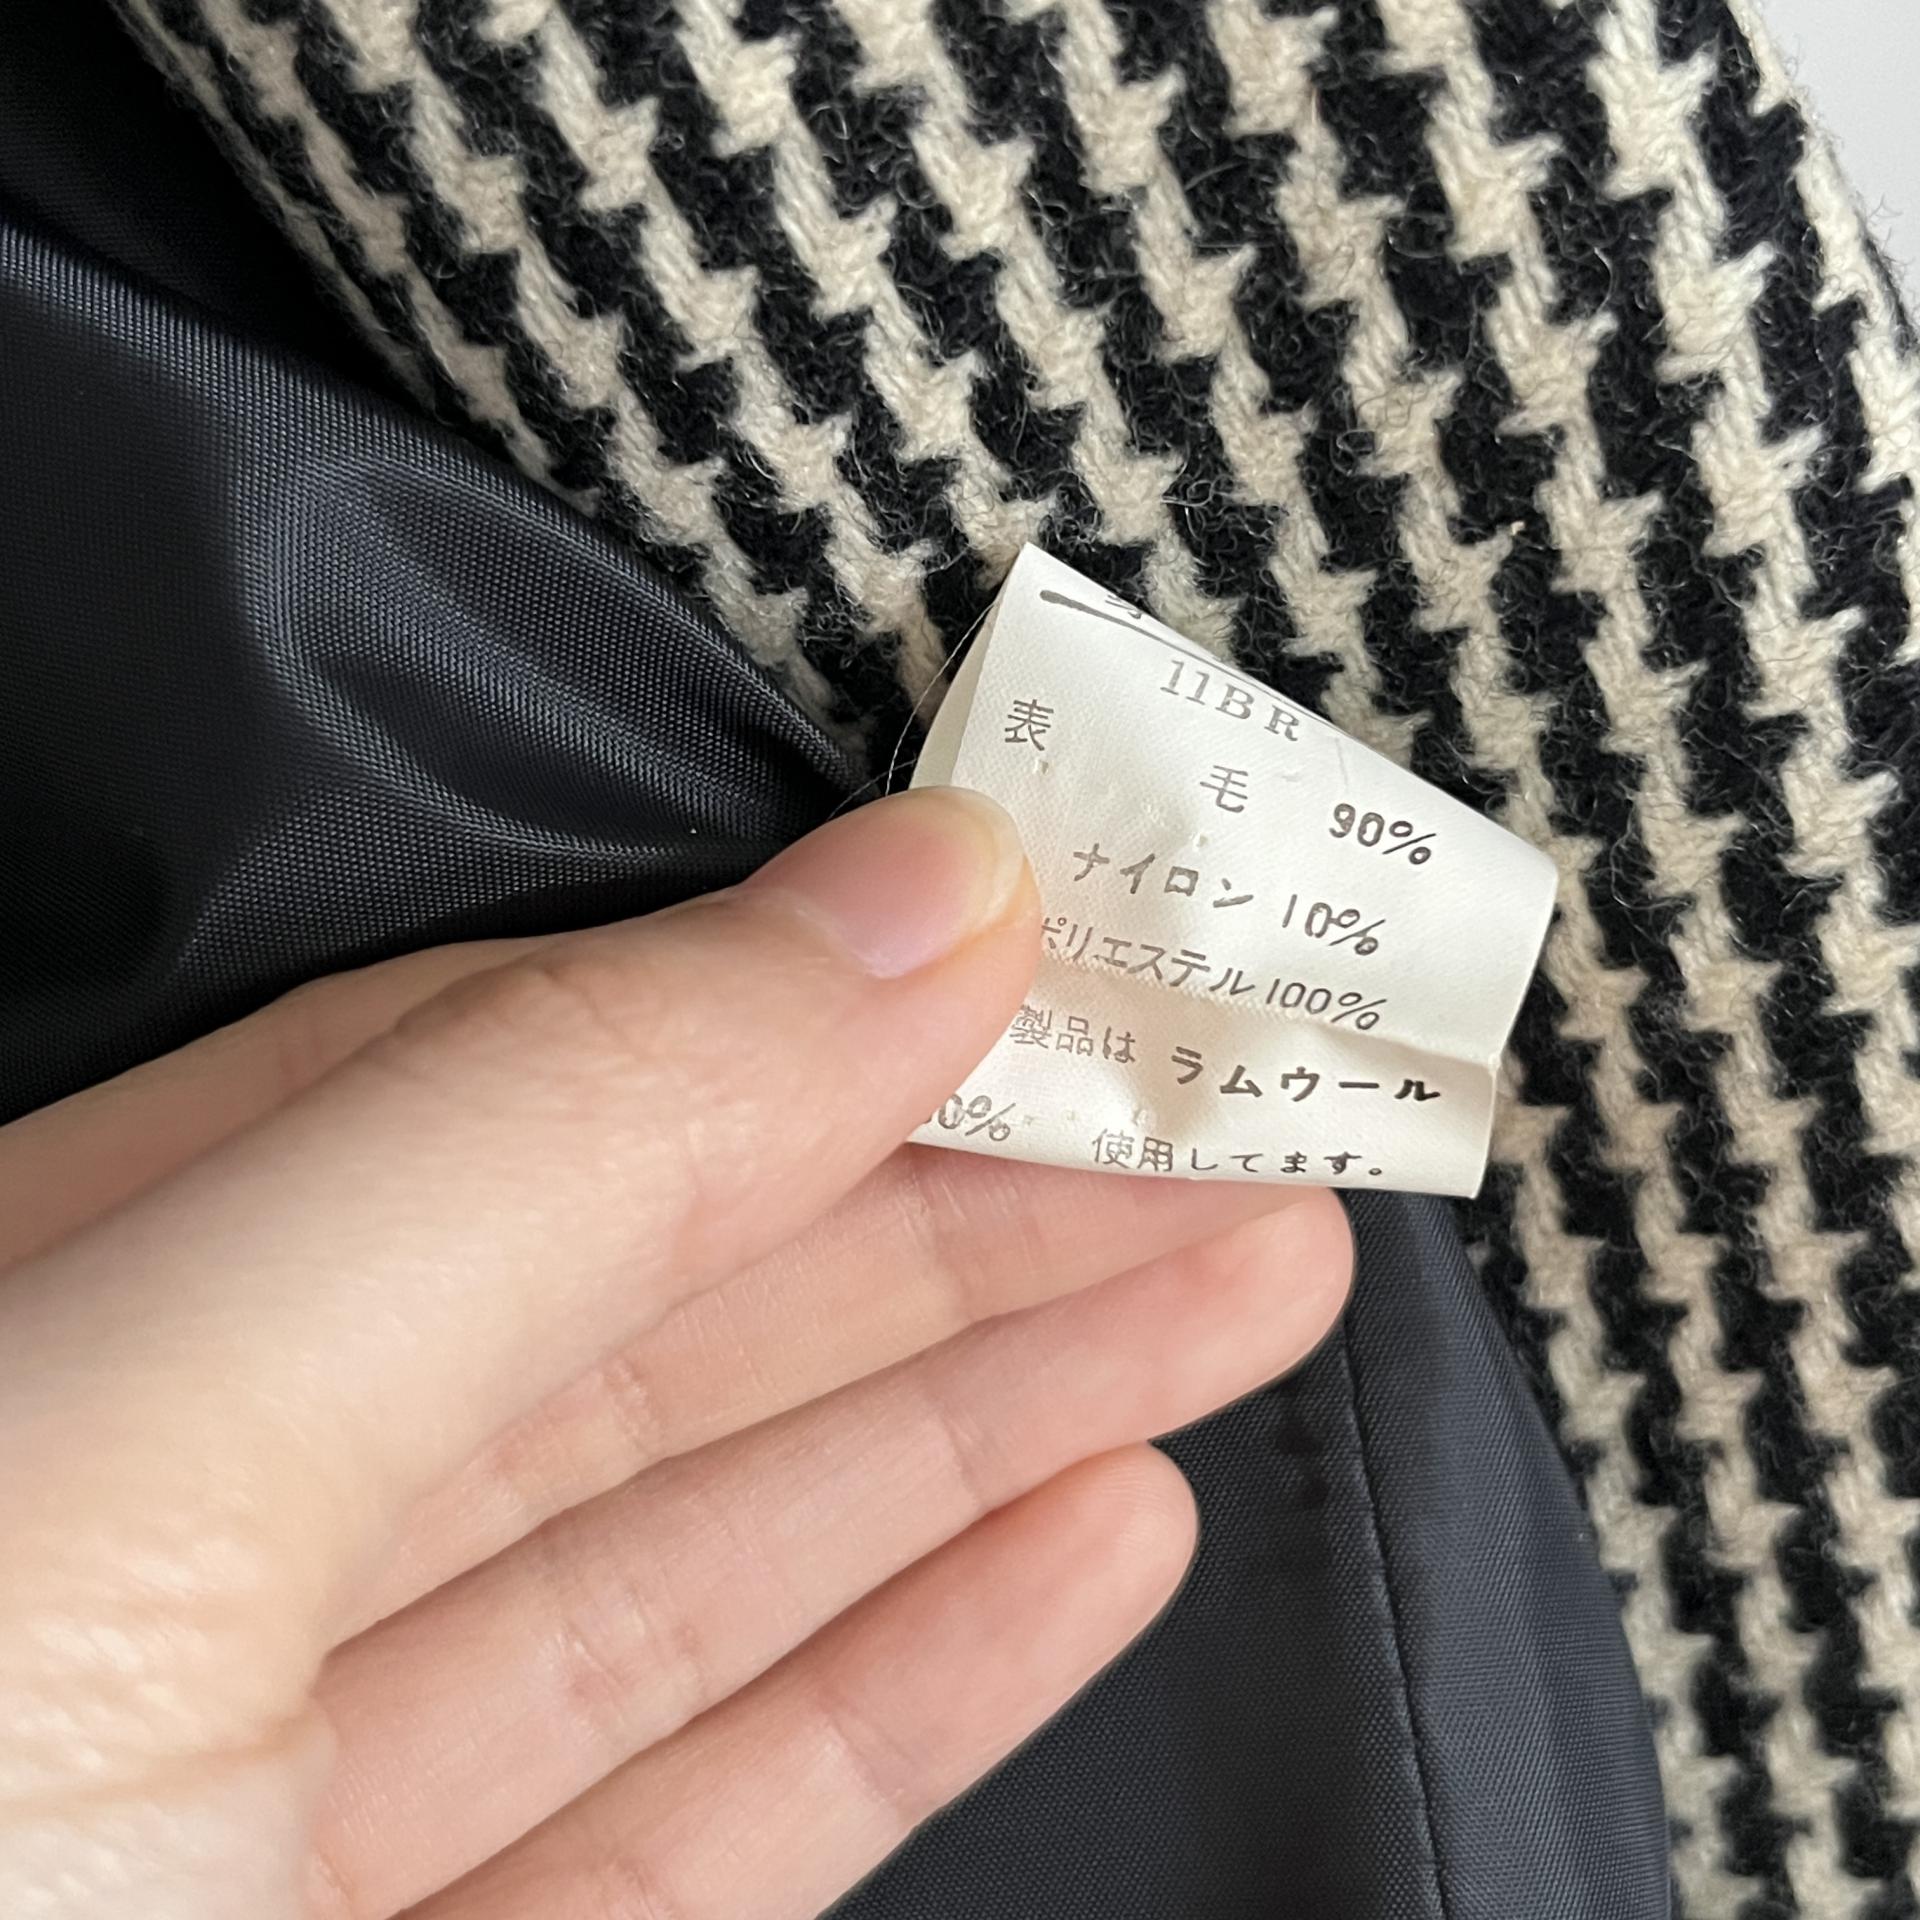 11BR
表 毛 90%
ナイロン 10%
ポリエステル 100%
製品は ラムウール
0% 使用してます。